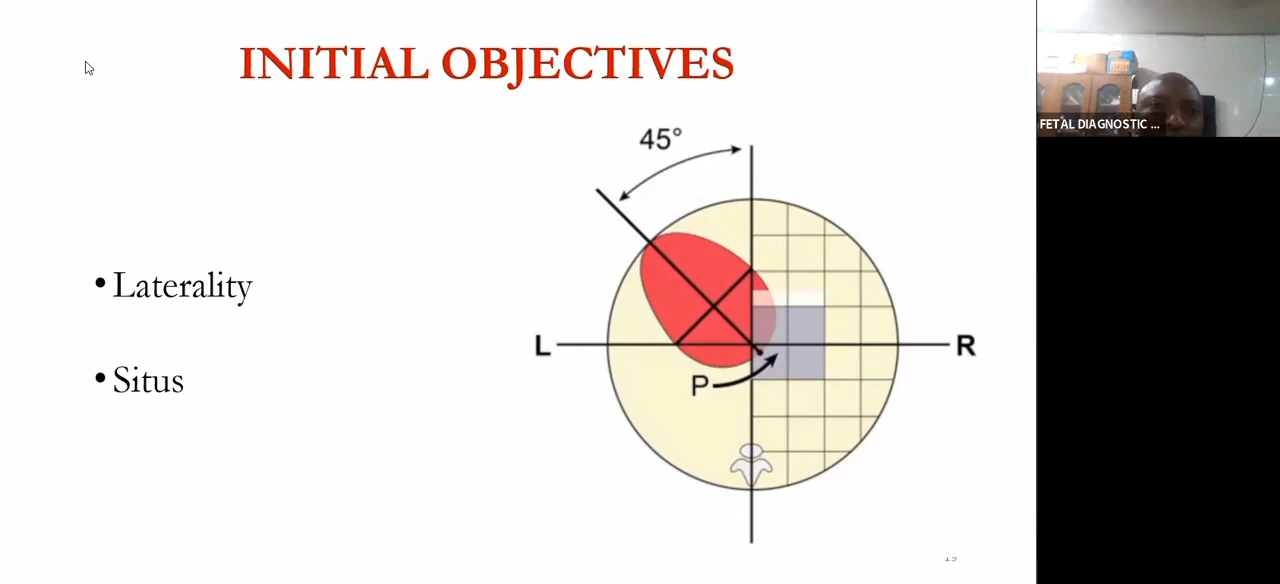 INITIAL OBJECTIVES
45°
• Laterality
L
R
P
• Situs
FETAL DIAGNOSTIC ...